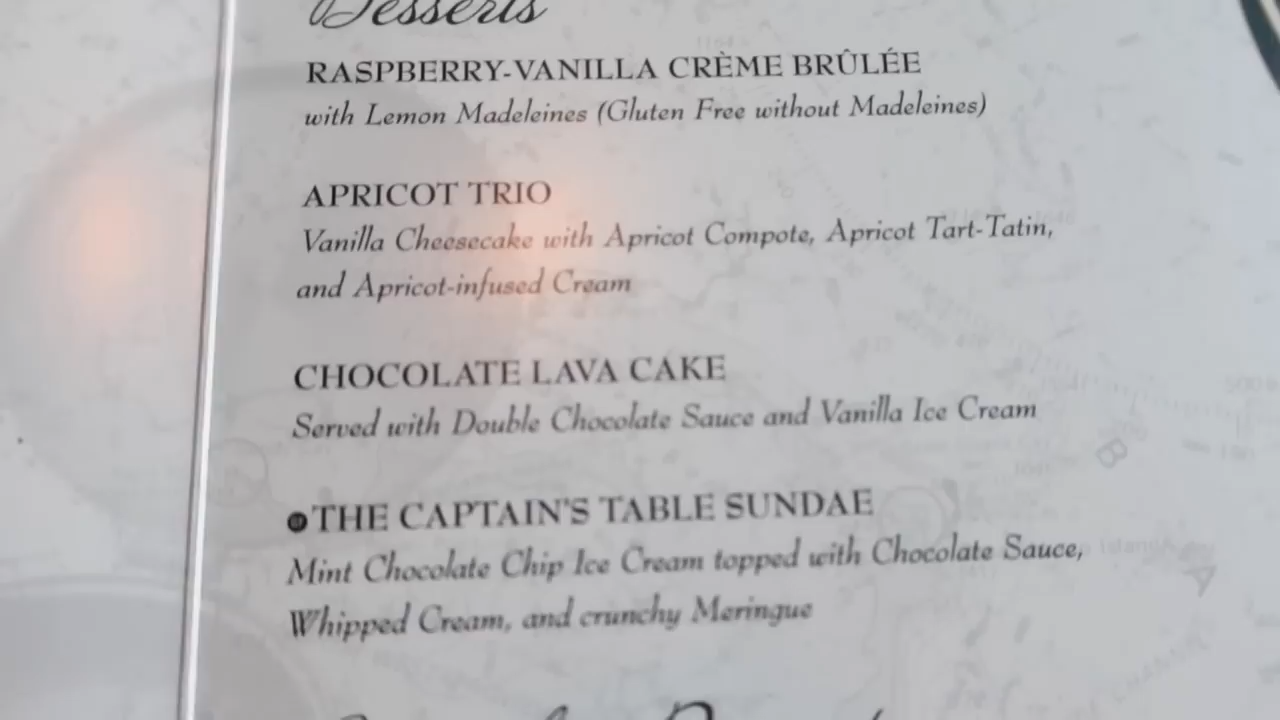 Desserts
RASPBERRY-VANILLA CRÈME BRÛLÉE
with Lemon Madeleines (Gluten Free without Madeleines)
APRICOT TRIO
Vanilla Cheesecake with Apricot Compote, Apricot Tart-Tatin,
and Apricot-infused Cream
CHOCOLATE LAVA CAKE
Served with Double Chocolate Sauce and Vanilla Ice Cream
THE CAPTAIN'S TABLE SUNDAE
Mint Chocolate Chip Ice Cream topped with Chocolate Sauce,
Whipped Cream, and crunchy Meringue